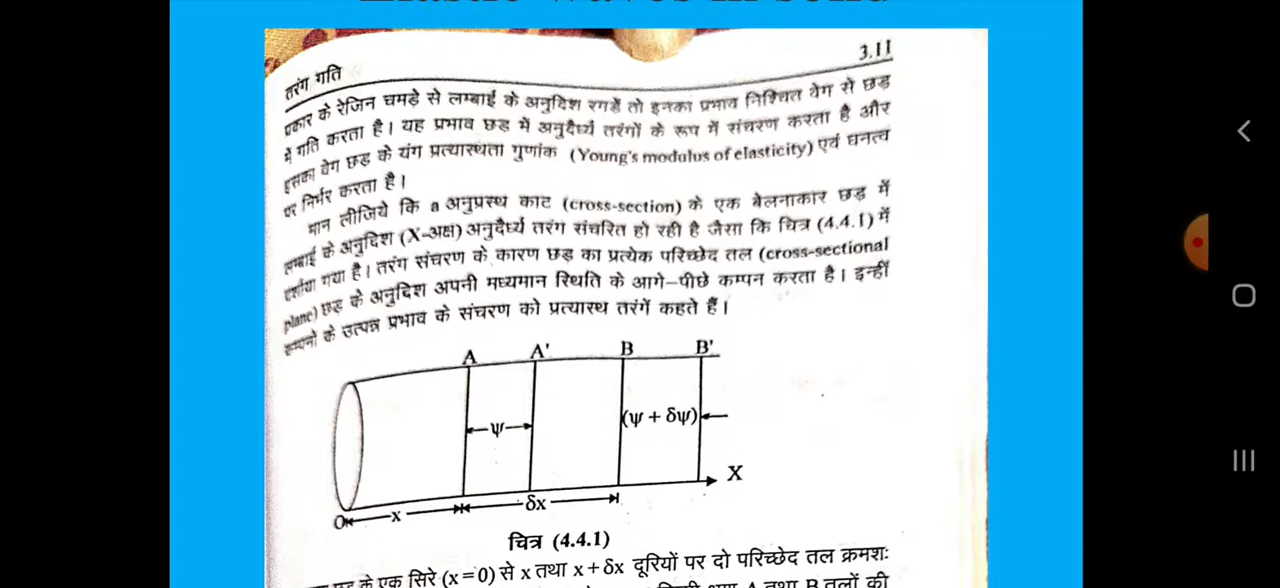 3.11
तरंग गति
प्रकार के रेजिन चमड़े से लम्बाई के अनुदिश रगड़ें तो इनका प्रभाव निश्चित वेग से छड़
में गति करता है। यह प्रभाव छड़ में अनुदैर्ध्य तरंगों के रूप में संचरण करता है और
इसका वेग छड़ के यंग प्रत्यास्थता गुणांक (Young's modulus of elasticity) एवं घनत्व
पर निर्भर करता है।
मान लीजिये कि a अनुप्रस्थ काट (cross-section) के एक बेलनाकार छड़ में
लम्बाई के अनुदिश (X-अक्ष) अनुदैर्ध्य तरंग संचरित हो रही है जैसा कि चित्र (4.4.1) में
दर्शाया गया है। तरंग संचरण के कारण छड़ का प्रत्येक परिच्छेद तल (cross-sectional
plane) छड़ के अनुदिश अपनी मध्यमान स्थिति के आगे-पीछे कम्पन करता है। इन्हीं
कम्पनों के उत्पन्न प्रभाव के संचरण को प्रत्यास्थ तरंगें कहते हैं।
A A' B B'
ψ (ψ + δψ)
X
O x δx
चित्र (4.4.1)
के एक सिरे (x=0) से x तथा x+δx दूरियों पर दो परिच्छेद तल क्रमशः
A तथा B तलों की